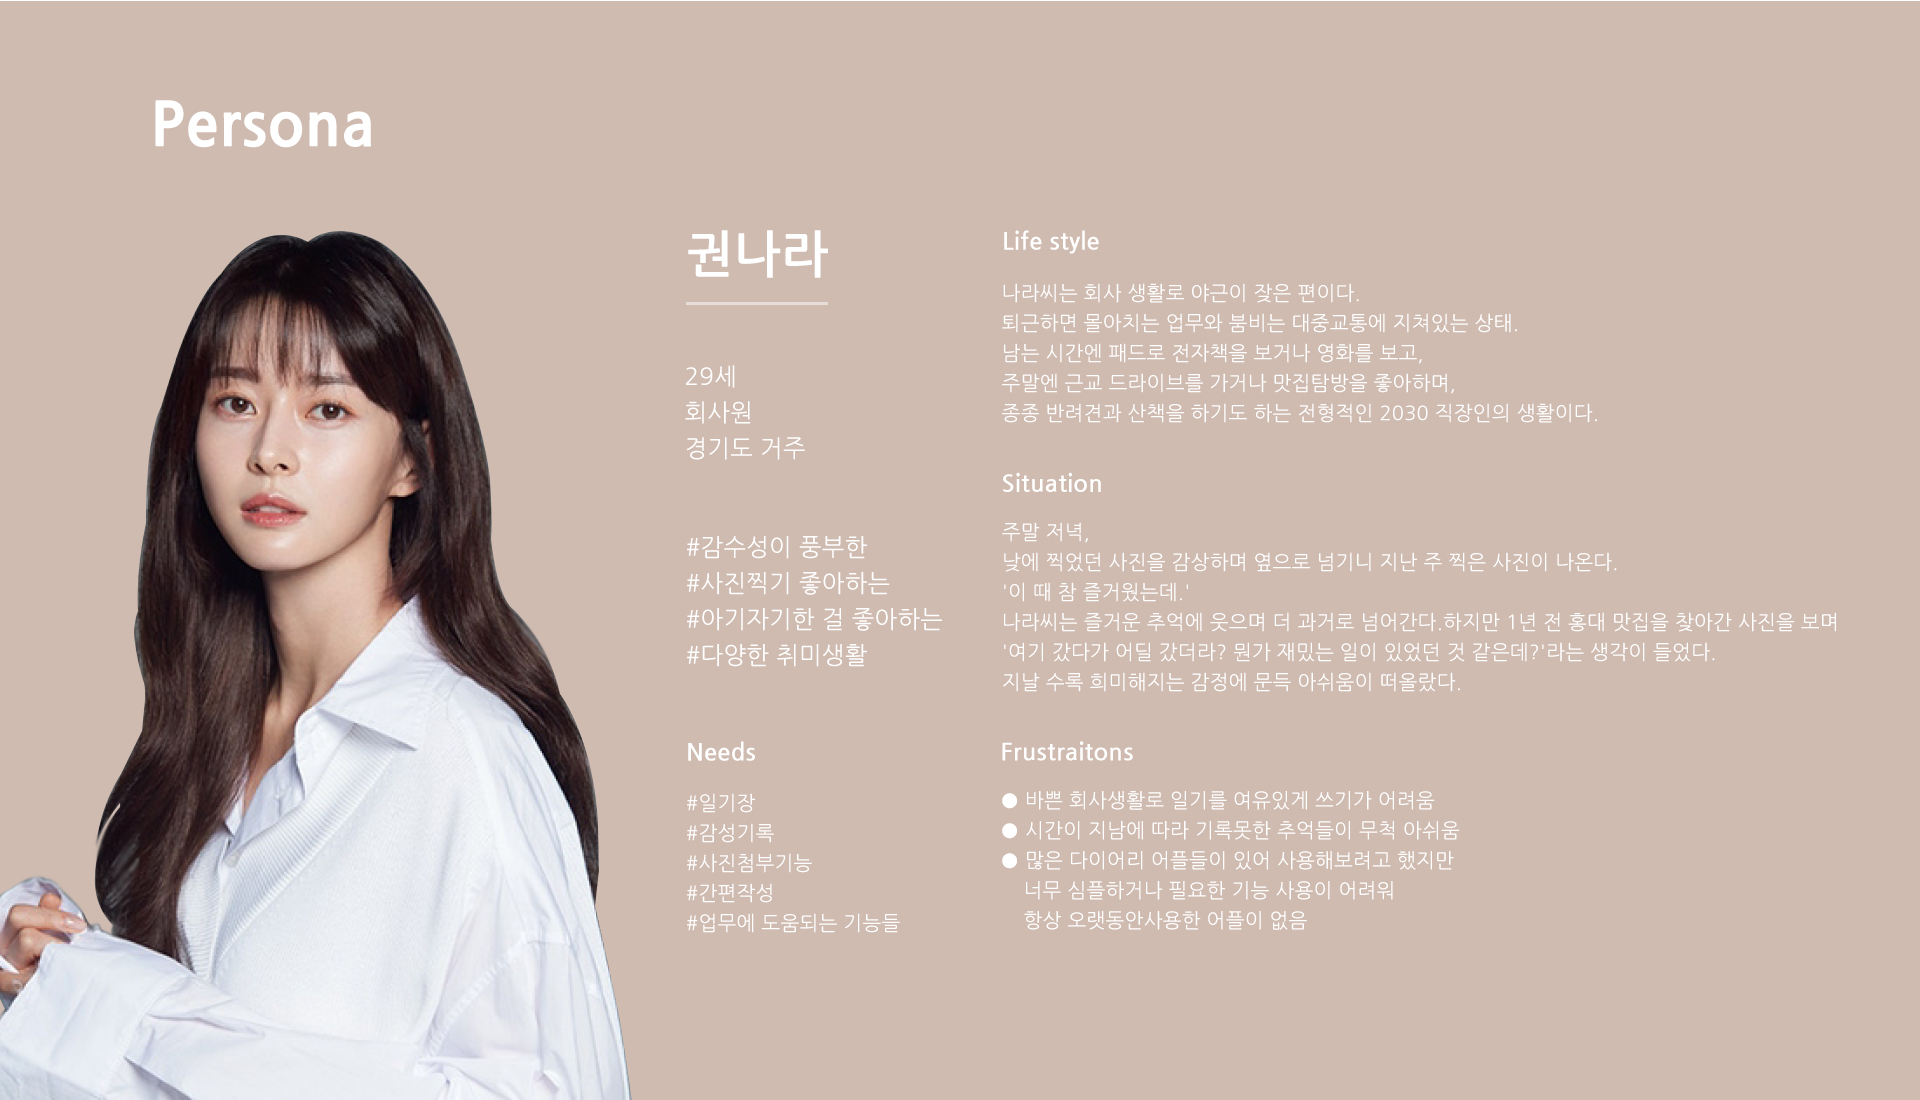 Persona
권나라
29세
회사원
경기도 거주
#감수성이 풍부한
#사진찍기 좋아하는
#아기자기한 걸 좋아하는
#다양한 취미생활
Needs
#일기장
#감성기록
#사진첨부기능
#간편작성
#업무에 도움되는 기능들
Life style
나라씨는 회사 생활로 야근이 잦은 편이다.
퇴근하면 몰아치는 업무와 붐비는 대중교통에 지쳐있는 상태.
남는 시간엔 패드로 전자책을 보거나 영화를 보고,
주말엔 근교 드라이브를 가거나 맛집탐방을 좋아하며,
종종 반려견과 산책을 하기도 하는 전형적인 2030 직장인의 생활이다.
Situation
주말 저녁,
낮에 찍었던 사진을 감상하며 옆으로 넘기니 지난 주 찍은 사진이 나온다.
'이 때 참 즐거웠는데.'
나라씨는 즐거운 추억에 웃으며 더 과거로 넘어간다.하지만 1년 전 홍대 맛집을 찾아간 사진을 보며
'여기 갔다가 어딜 갔더라? 뭔가 재밌는 일이 있었던 것 같은데?'라는 생각이 들었다.
지날 수록 희미해지는 감정에 문득 아쉬움이 떠올랐다.
Frustraitons
● 바쁜 회사생활로 일기를 여유있게 쓰기가 어려움
● 시간이 지남에 따라 기록못한 추억들이 무척 아쉬움
● 많은 다이어리 어플들이 있어 사용해보려고 했지만
너무 심플하거나 필요한 기능 사용이 어려워
항상 오랫동안사용한 어플이 없음